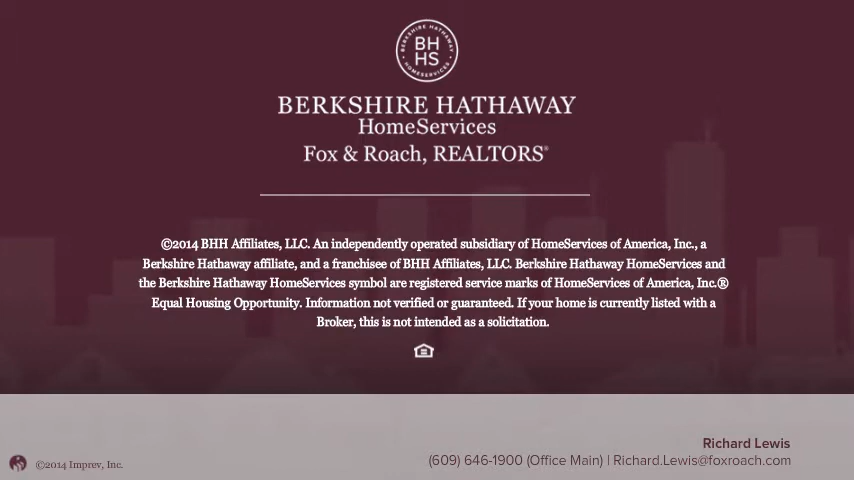 BERKSHIRE HATHAWAY
HOMESERVICES
BH
HS
BERKSHIRE HATHAWAY
HomeServices
Fox & Roach, REALTORS®
©2014 BHH Affiliates, LLC. An independently operated subsidiary of HomeServices of America, Inc., a
Berkshire Hathaway affiliate, and a franchisee of BHH Affiliates, LLC. Berkshire Hathaway HomeServices and
the Berkshire Hathaway HomeServices symbol are registered service marks of HomeServices of America, Inc.®
Equal Housing Opportunity. Information not verified or guaranteed. If your home is currently listed with a
Broker, this is not intended as a solicitation.
Richard Lewis
(609) 646-1900 (Office Main) | Richard.Lewis@foxroach.com
©2014 Imprev, Inc.